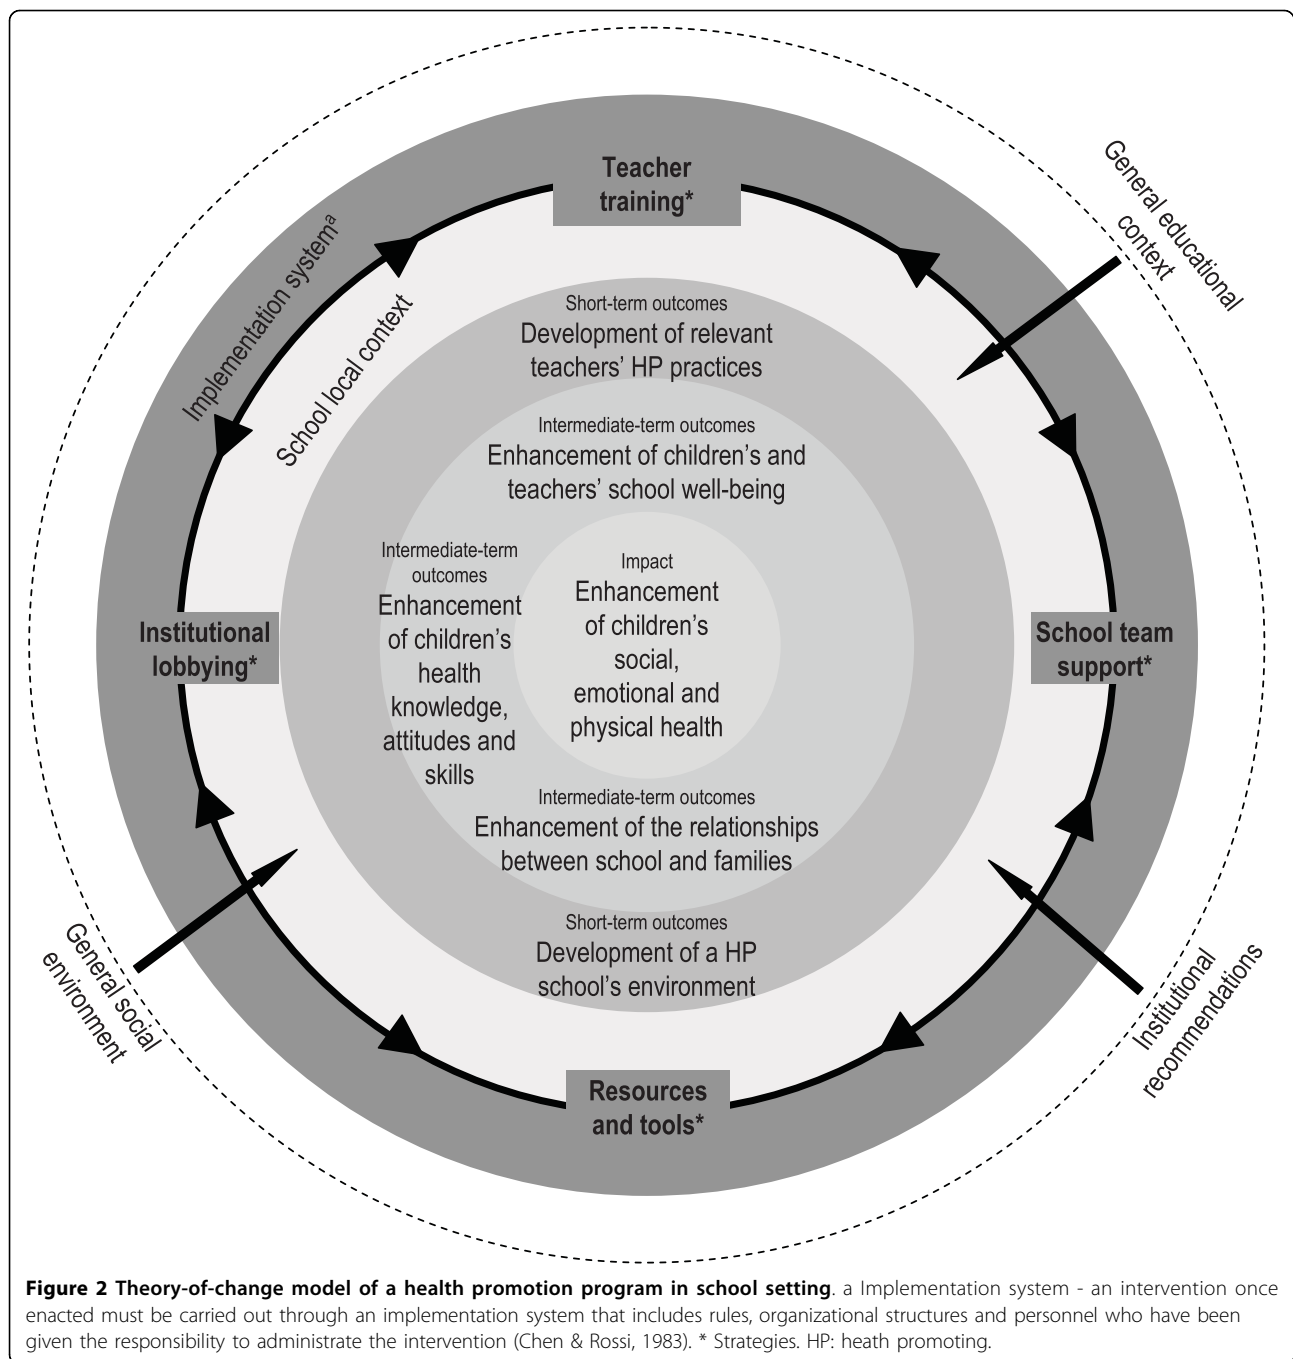 Teacher
training*
General educational
context
Implementation systemᵃ
School local context
Short-term outcomes
Development of relevant
teachers' HP practices
Intermediate-term outcomes
Enhancement of children's and
teachers' school well-being
Intermediate-term
outcomes
Enhancement
of children's
health
knowledge,
attitudes and
skills
Impact
Enhancement
of children's
social,
emotional and
physical health
Institutional
lobbying*
School team
support*
Intermediate-term outcomes
Enhancement of the relationships
between school and families
Short-term outcomes
Development of a HP
school's environment
General social
environment
Institutional
recommendations
Resources
and tools*
Figure 2 Theory-of-change model of a health promotion program in school setting. a Implementation system - an intervention once
enacted must be carried out through an implementation system that includes rules, organizational structures and personnel who have been
given the responsibility to administrate the intervention (Chen & Rossi, 1983). * Strategies. HP: heath promoting.